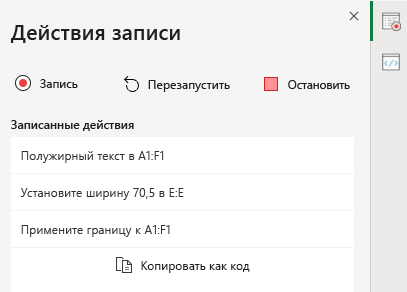 Действия записи
Запись
Перезапустить
Остановить
Записанные действия
Полужирный текст в A1:F1
Установите ширину 70,5 в E:E
Примените границу к A1:F1
Копировать как код